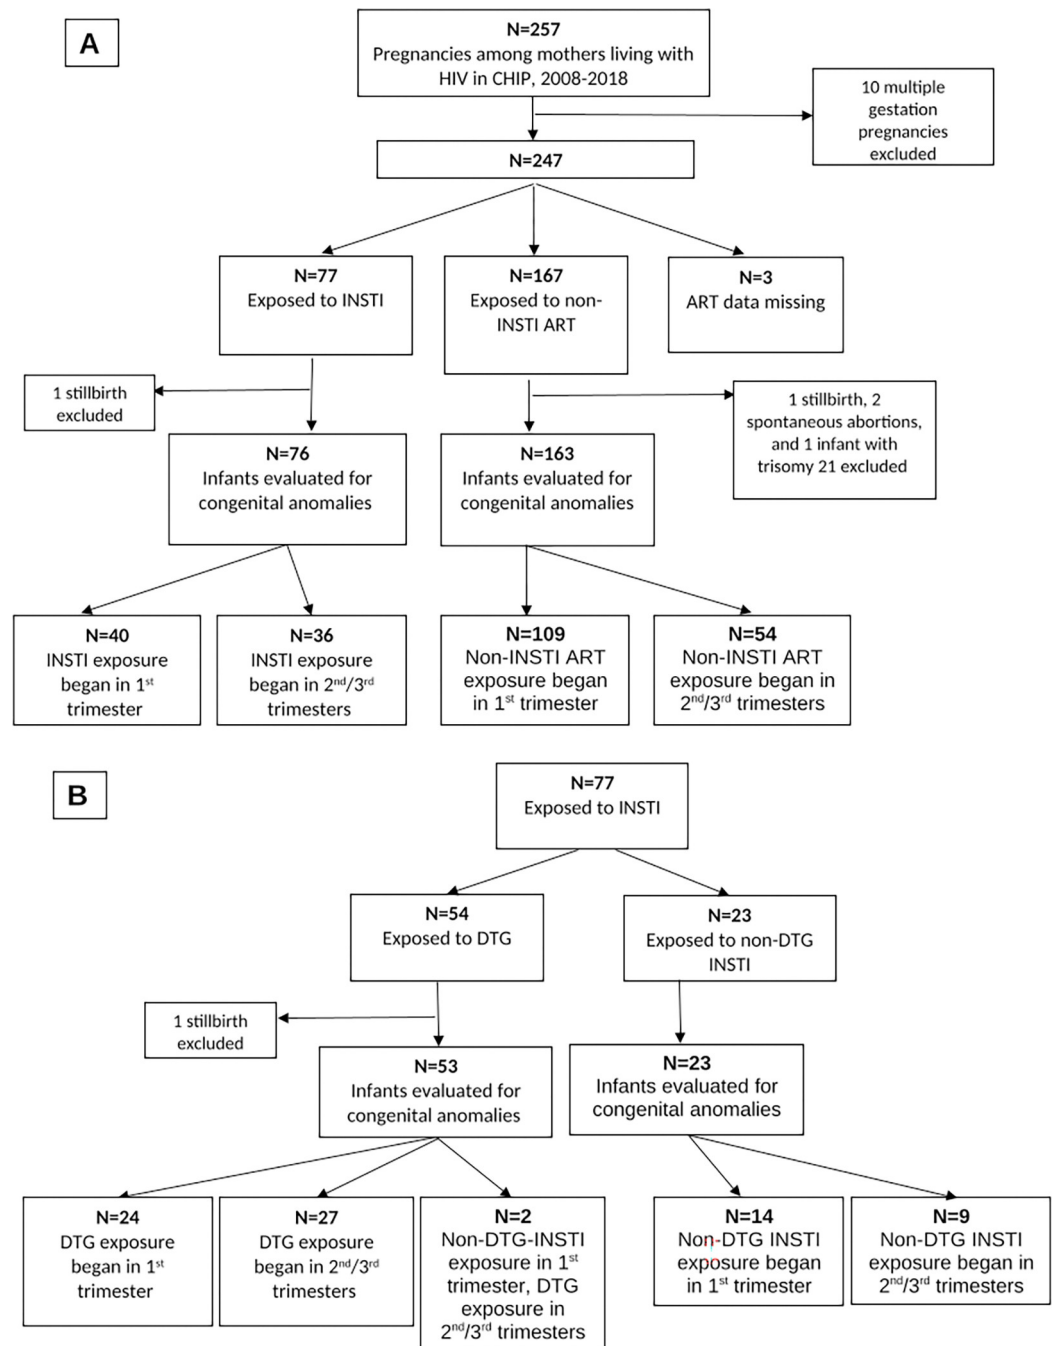 A
N=257
Pregnancies among mothers living with
HIV in CHIP, 2008-2018
10 multiple
gestation
pregnancies
excluded
N=247
N=77
Exposed to INSTI
N=167
Exposed to non-
INSTI ART
N=3
ART data missing
1 stillbirth
excluded
1 stillbirth, 2
spontaneous abortions,
and 1 infant with
trisomy 21 excluded
N=76
Infants evaluated for
congenital anomalies
N=163
Infants evaluated for
congenital anomalies
N=40
INSTI exposure
began in 1st
trimester
N=36
INSTI exposure
began in 2nd/3rd
trimesters
N=109
Non-INSTI ART
exposure began
in 1st trimester
N=54
Non-INSTI ART
exposure began in
2nd/3rd trimesters
B
N=77
Exposed to INSTI
N=54
Exposed to DTG
N=23
Exposed to non-DTG
INSTI
1 stillbirth
excluded
N=53
Infants evaluated for
congenital anomalies
N=23
Infants evaluated for
congenital anomalies
N=24
DTG exposure
began in 1st
trimester
N=27
DTG exposure
began in 2nd/3rd
trimesters
N=2
Non-DTG-INSTI
exposure in 1st
trimester, DTG
exposure in
2nd/3rd trimesters
N=14
Non-DTG INSTI
exposure began
in 1st trimester
N=9
Non-DTG INSTI
exposure began in
2nd/3rd trimesters